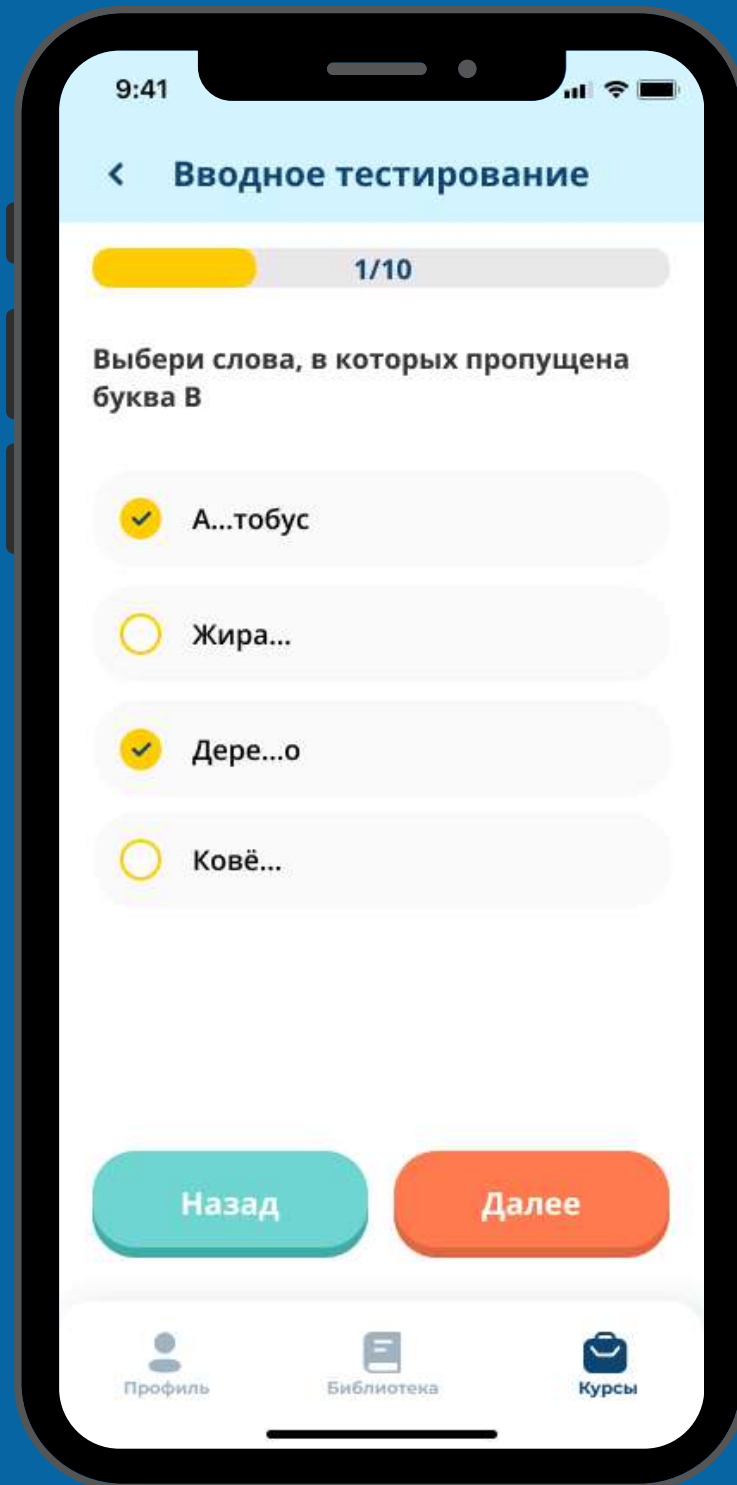 9:41
Вводное тестирование
1/10
Выбери слова, в которых пропущена
буква В
А...тобус
Жира...
Дере...о
Ковё...
Назад
Далее
Профиль
Библиотека
Курсы